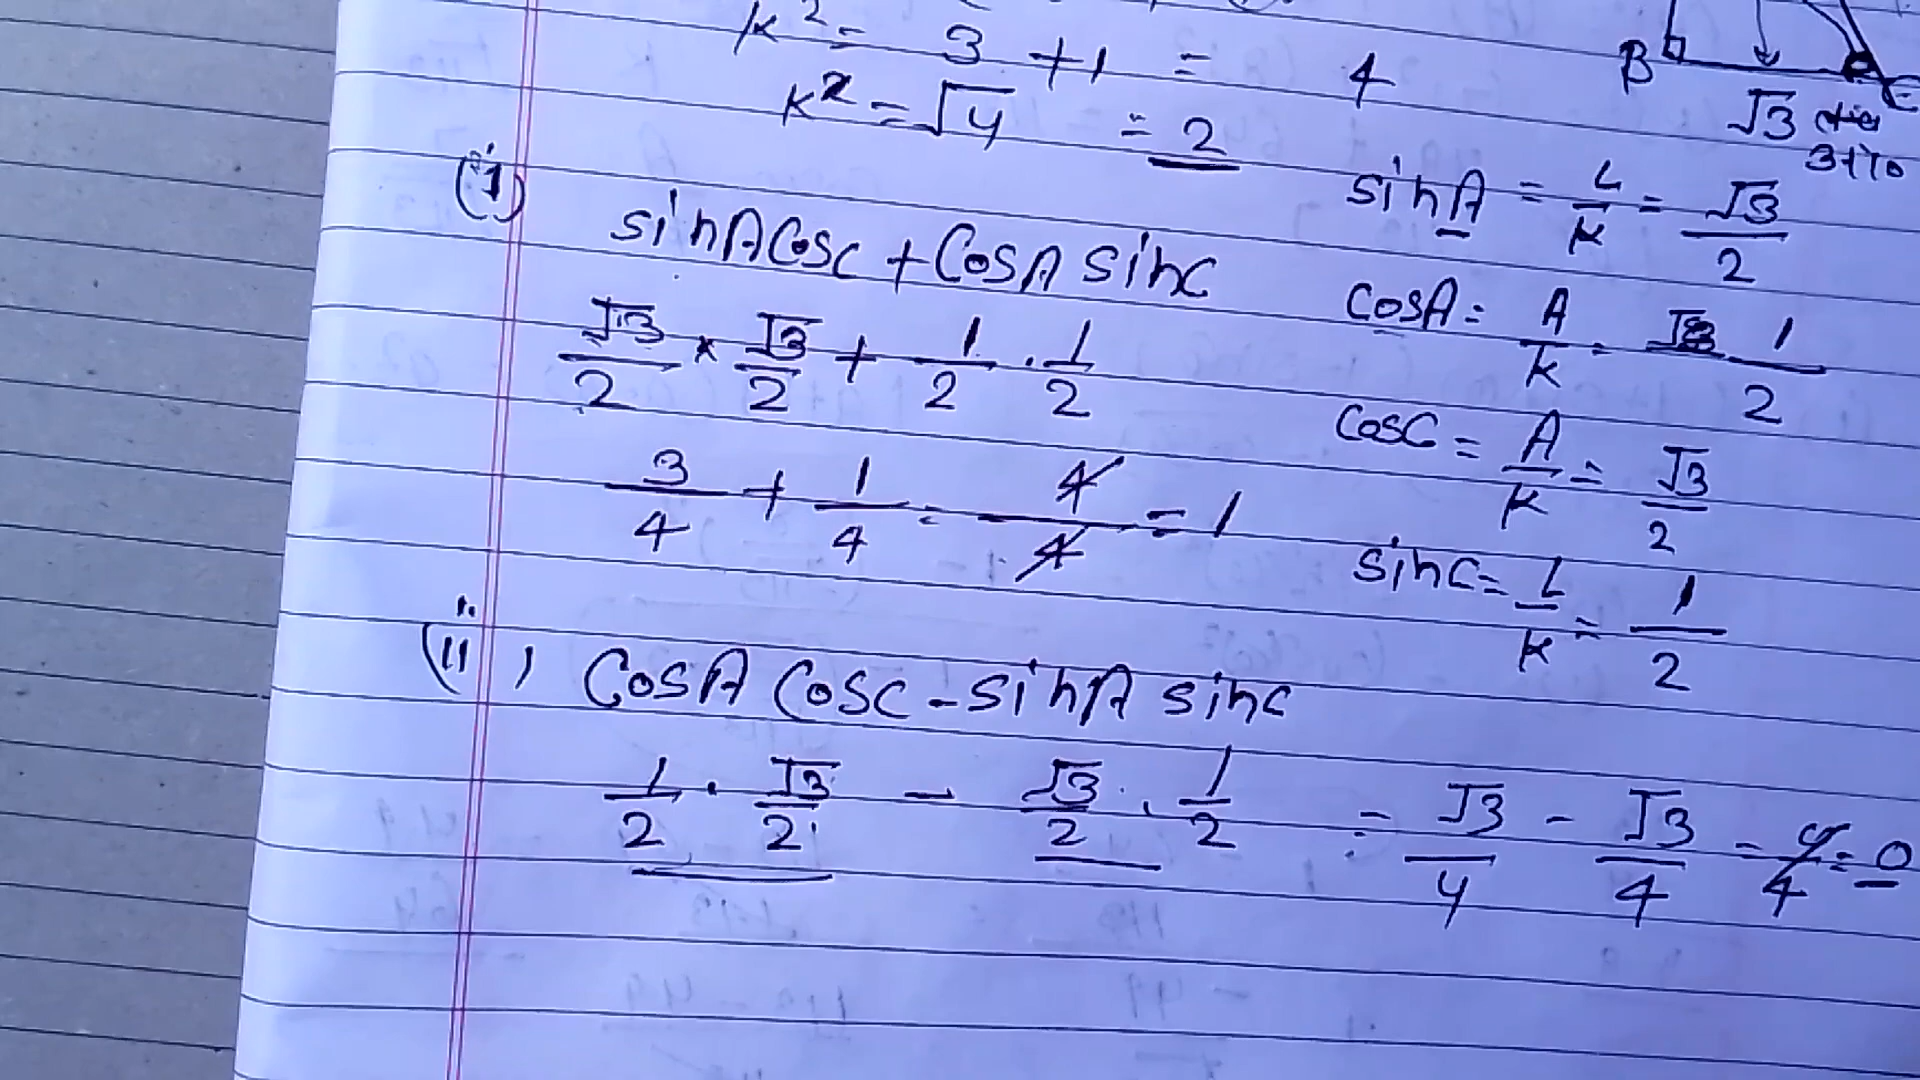 k² = 3 + 1 = 4
k² = √4 = 2
B
C
√3
(i)
sinA CosC + CosA sinC
√3/2 × √3/2 + 1/2 . 1/2
3/4 + 1/4 = 4/4 = 1
sinA = L/K = √3/2
cosA = A/K = 1/2
cosC = A/K = √3/2
sinC = L/K = 1/2
(ii) CosA CosC - sinA sinC
1/2 . √3/2 - √3/2 . 1/2 = √3/4 - √3/4 = 0/4 = 0